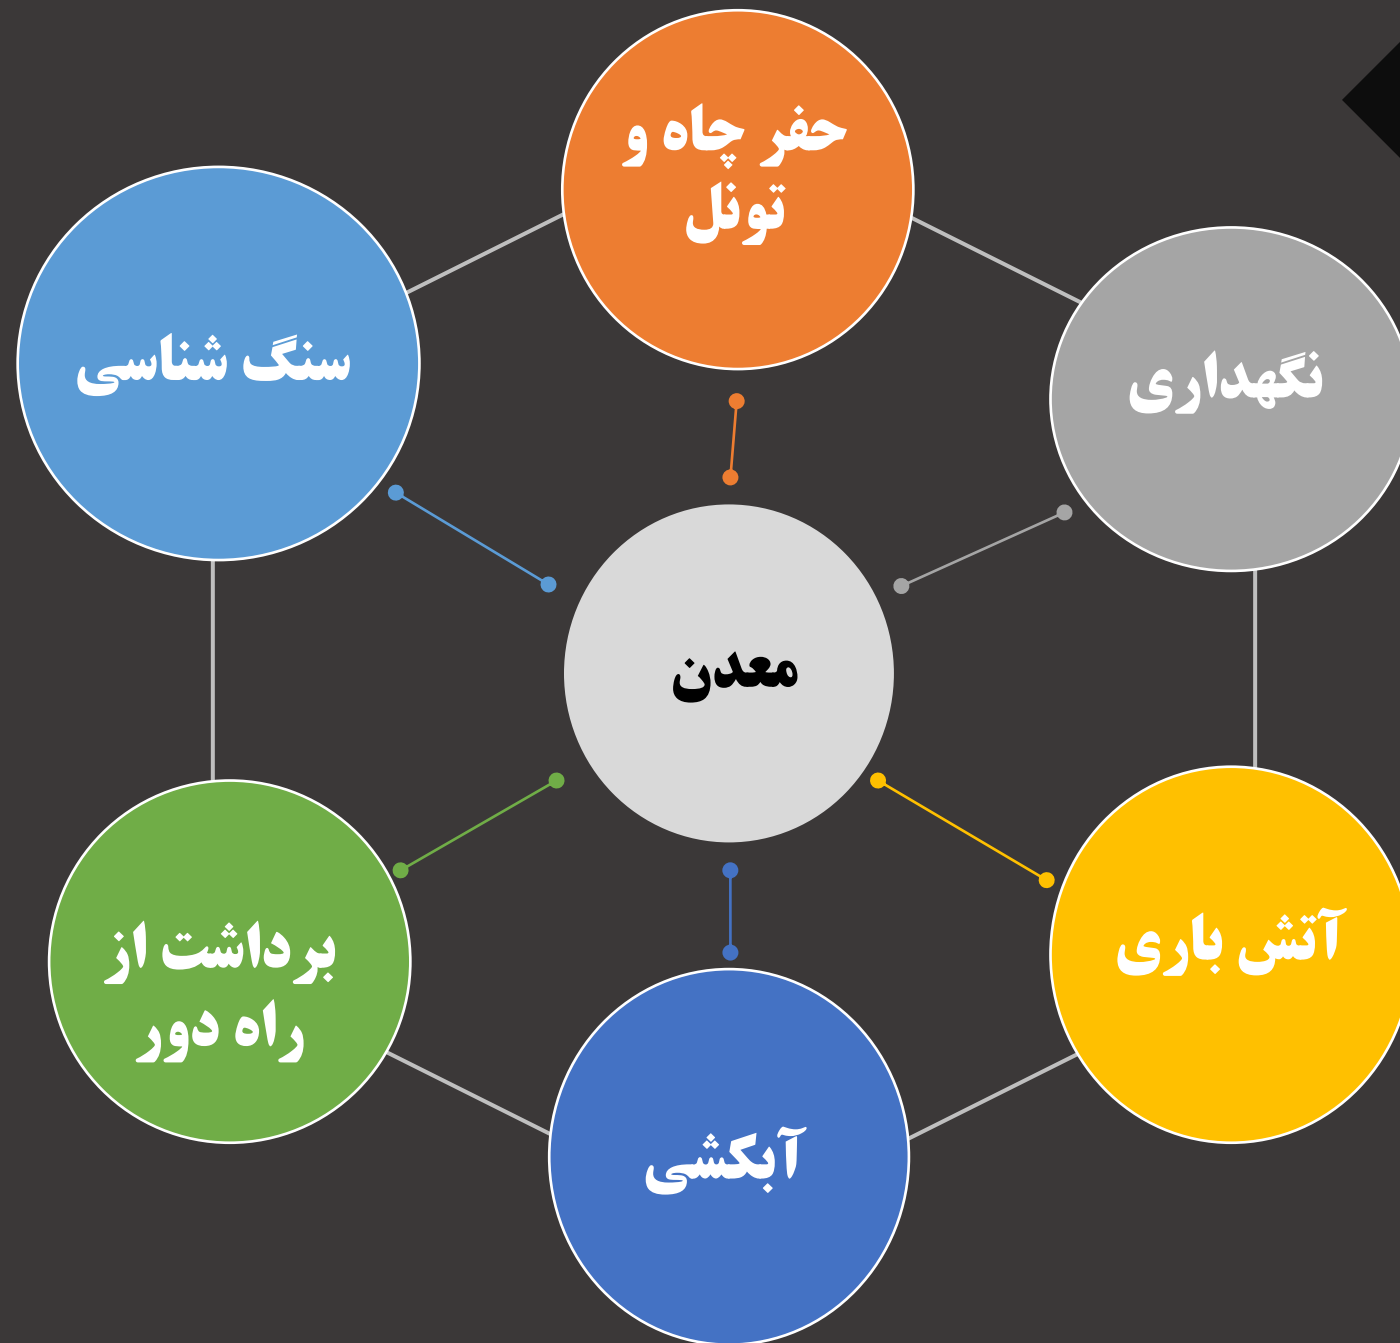 حفر چاه و
تونل
نگهداری
سنگ شناسی
معدن
آتش باری
برداشت از
راه دور
آبکشی